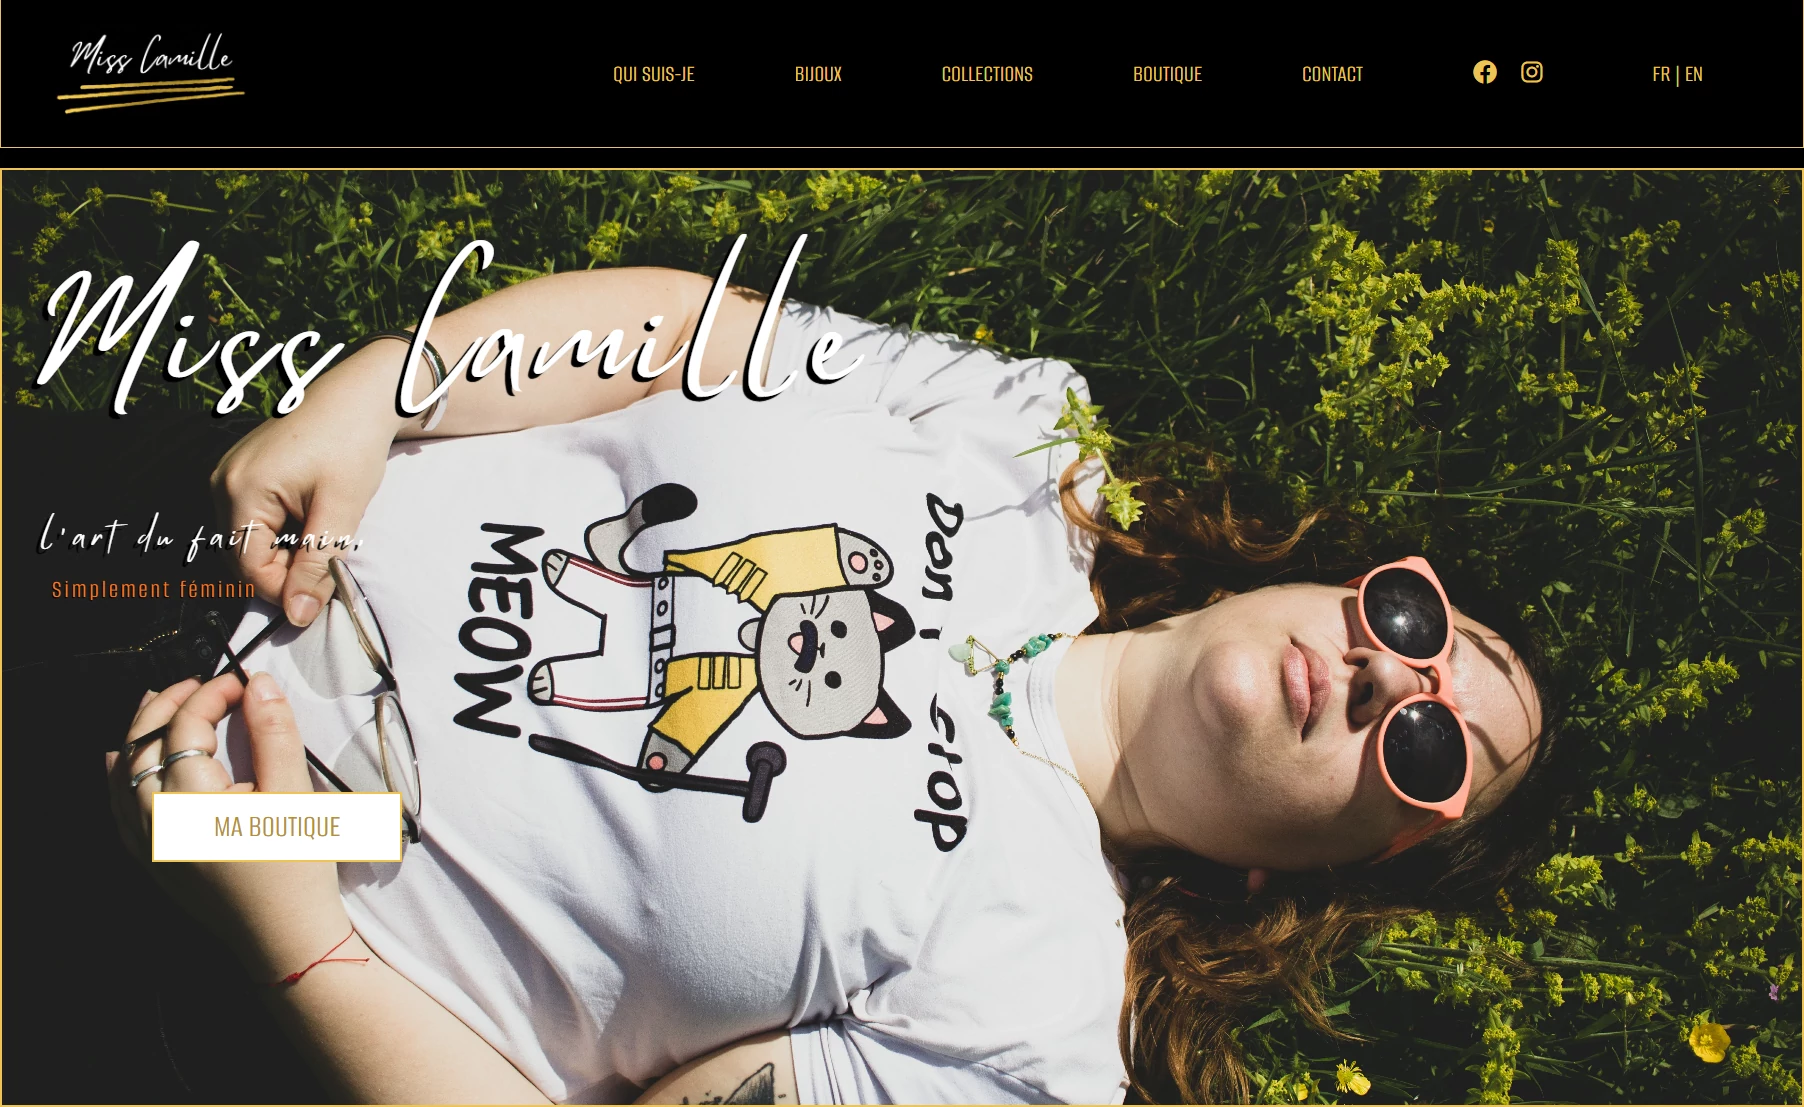 Miss Camille
QUI SUIS-JE
BIJOUX
COLLECTIONS
BOUTIQUE
CONTACT
FR | EN
Miss Camille
L'art du fait main,
Simplement féminin
MEOW
Don't STOP
MA BOUTIQUE